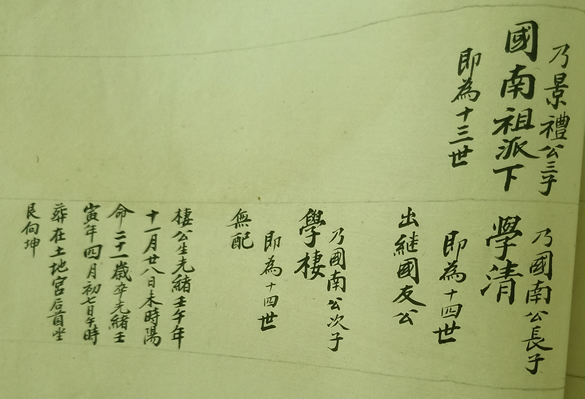 乃景禮公三子
國南祖派下
即為十三世
乃國南公長子
學清
即為十四世
出継國友公
乃國南公次子
學棲
即為十四世
無配
棲公生光緒壬午年
十一月廿八日未時陽
命二十一歲卒光緒壬
寅年四月初七日午時
葬在土地宮后首坐
艮向坤